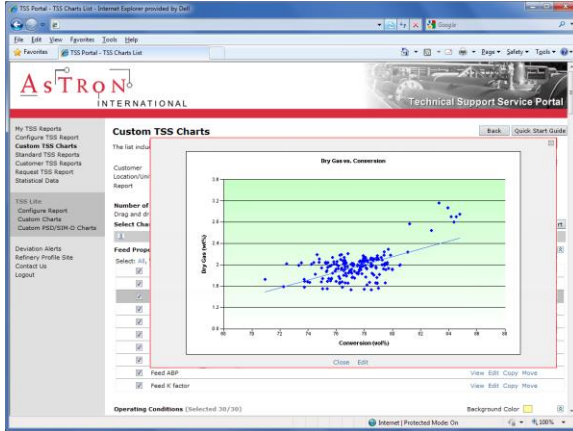 TSS Portal - TSS Charts List - Internet Explorer provided by Dell
Google
File Edit View Favorites Tools Help
Favorites TSS Portal - TSS Charts List
Page Safety Tools
ASTRON
INTERNATIONAL
Technical Support Service Portal
My TSS Reports
Configure TSS Report
Custom TSS Charts
Standard TSS Reports
Customer TSS Reports
Request TSS Report
Statistical Data
TSS Lite
Configure Report
Custom Charts
Custom PSD/SIM-D Charts
Deviation Alerts
Refinery Profile Site
Contact Us
Logout
Custom TSS Charts
Back Quick Start Guide
The list
Customer
Report
Number of
Drag and
Select
Select: All,
Dry Gas vs. Conversion
Dry Gas (wt%)
3.6
3.2
2.8
2.4
2
1.6
1.2
0.8
68 70 72 74 76 78 80 82 84 86 88
Conversion (vol%)
Close Edit
Feed ABP View Edit Copy Move
Feed K factor View Edit Copy Move
Operating Conditions (Selected 30/30) Background Color
Internet | Protected Mode: On 100%